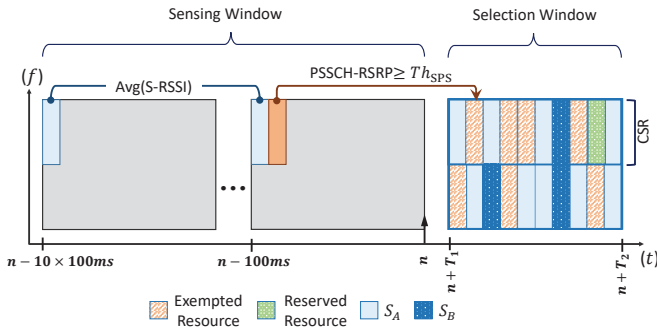 Sensing Window
Selection Window
(f)
Avg(S-RSSI)
PSSCH-RSRP≥ Th_SPS
CSR
•••
n − 10 × 100ms
n − 100ms
n
n + T_1
n + T_2
(t)
Exempted Resource
Reserved Resource
S_A
S_B